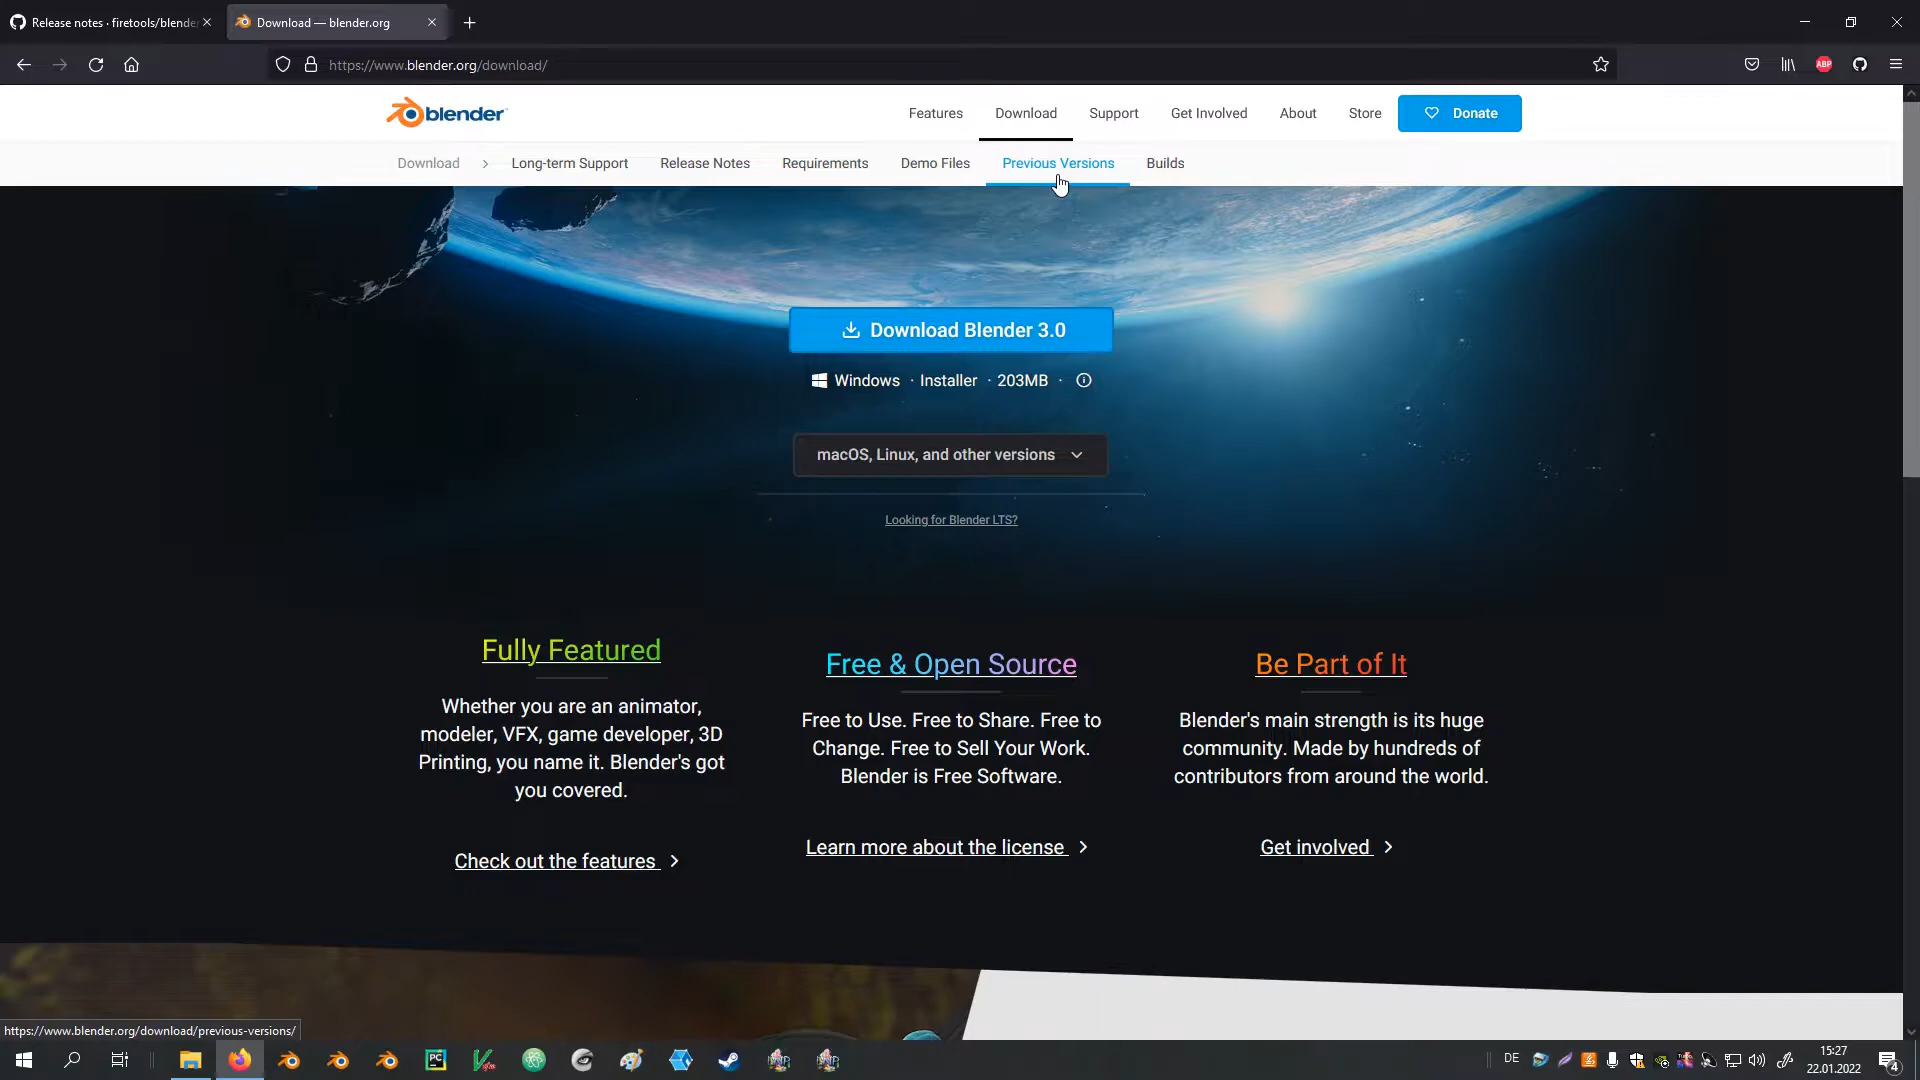 Release notes · firetools/blender
Download — blender.org
https://www.blender.org/download/
ABP
blender
Features
Download
Support
Get Involved
About
Store
Donate
Download
Long-term Support
Release Notes
Requirements
Demo Files
Previous Versions
Builds
Download Blender 3.0
Windows · Installer · 203MB ·
macOS, Linux, and other versions
Looking for Blender LTS?
Fully Featured
Whether you are an animator,
modeler, VFX, game developer, 3D
Printing, you name it. Blender's got
you covered.
Check out the features
Free & Open Source
Free to Use. Free to Share. Free to
Change. Free to Sell Your Work.
Blender is Free Software.
Learn more about the license
Be Part of It
Blender's main strength is its huge
community. Made by hundreds of
contributors from around the world.
Get involved
https://www.blender.org/download/previous-versions/
PC
DE
15:27
22.01.2022
4